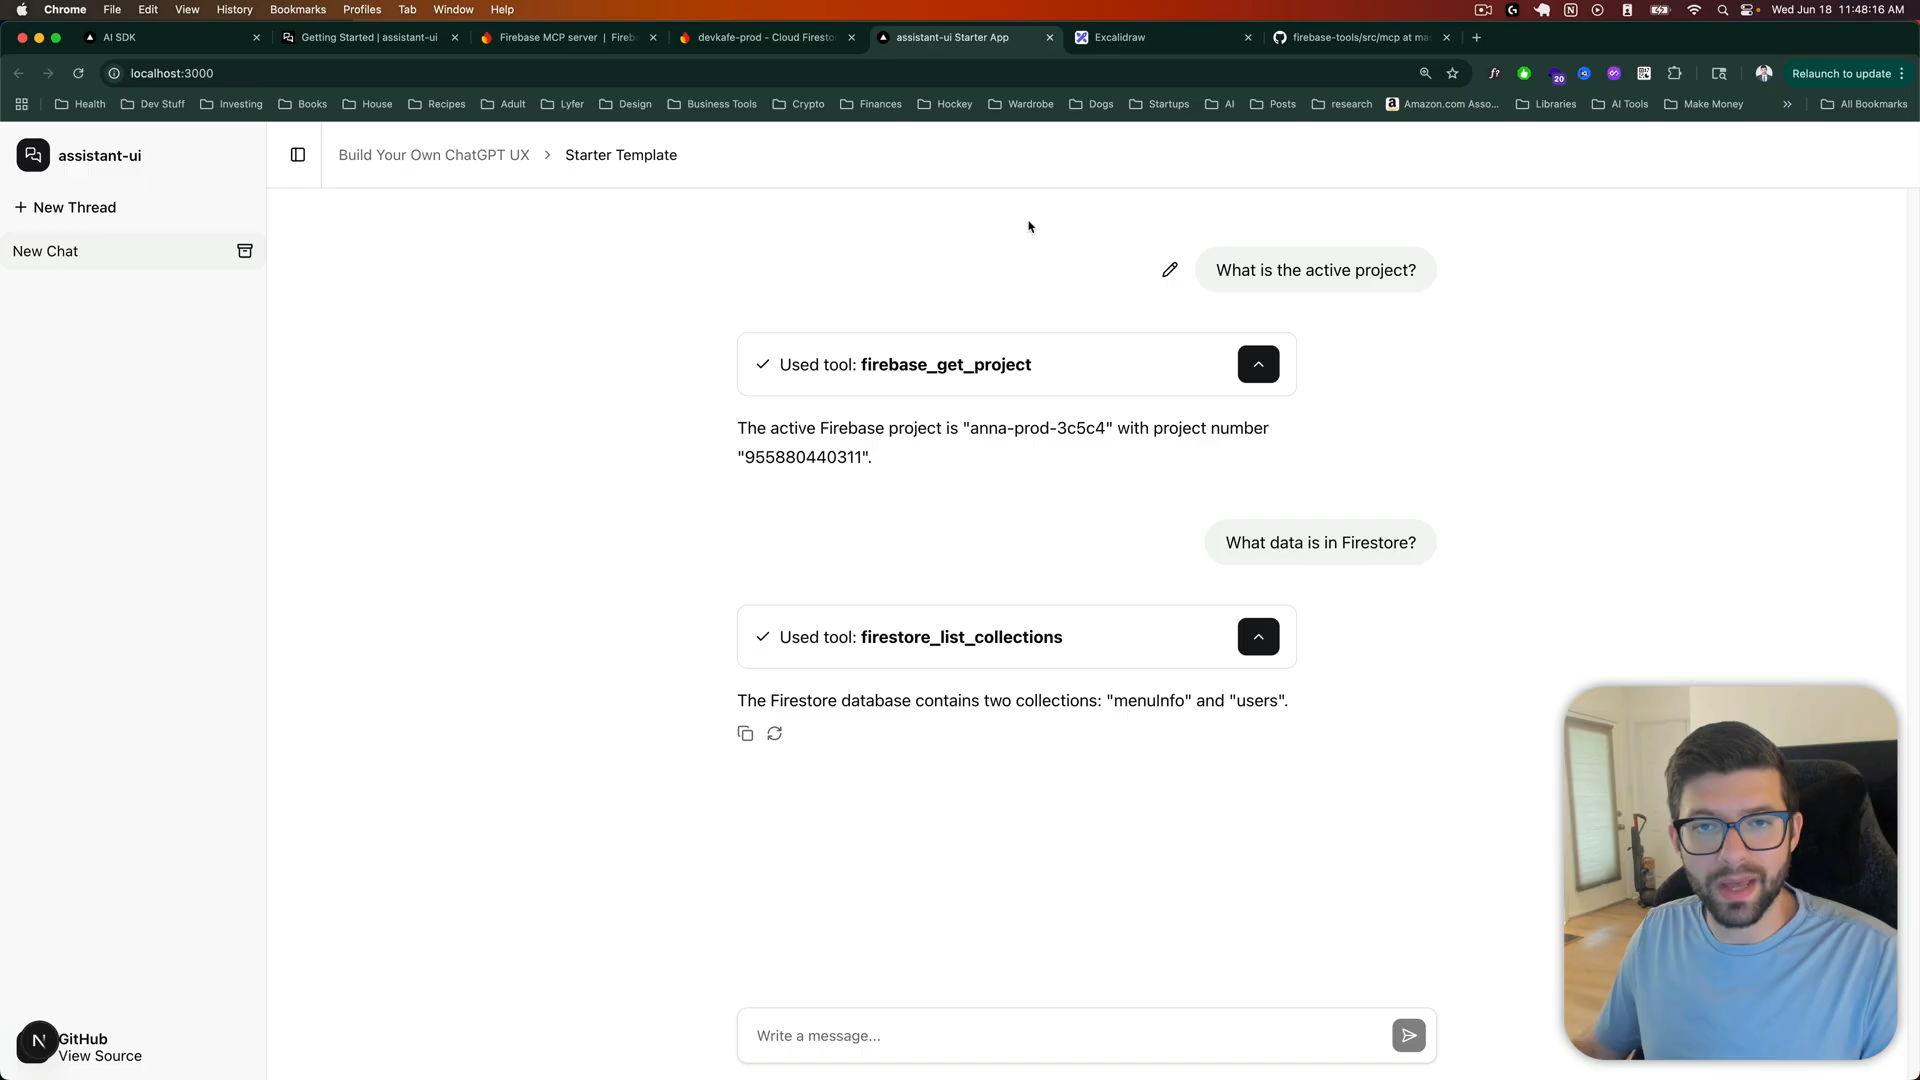 Chrome File Edit View History Bookmarks Profiles Tab Window Help Wed Jun 18 11:48:16 AM
AI SDK Getting Started | assistant-ui Firebase MCP server | Fireb devkafe-prod - Cloud Firesto assistant-ui Starter App Excalidraw firebase-tools/src/mcp at ma
localhost:3000 20 Relaunch to update
Health Dev Stuff Investing Books House Recipes Adult Lyfer Design Business Tools Crypto Finances Hockey Wardrobe Dogs Startups AI Posts research Amazon.com Asso... Libraries AI Tools Make Money All Bookmarks
assistant-ui
Build Your Own ChatGPT UX > Starter Template
New Thread
New Chat
What is the active project?
Used tool: firebase_get_project
The active Firebase project is "anna-prod-3c5c4" with project number
"955880440311".
What data is in Firestore?
Used tool: firestore_list_collections
The Firestore database contains two collections: "menuInfo" and "users".
Write a message...
N
GitHub
View Source